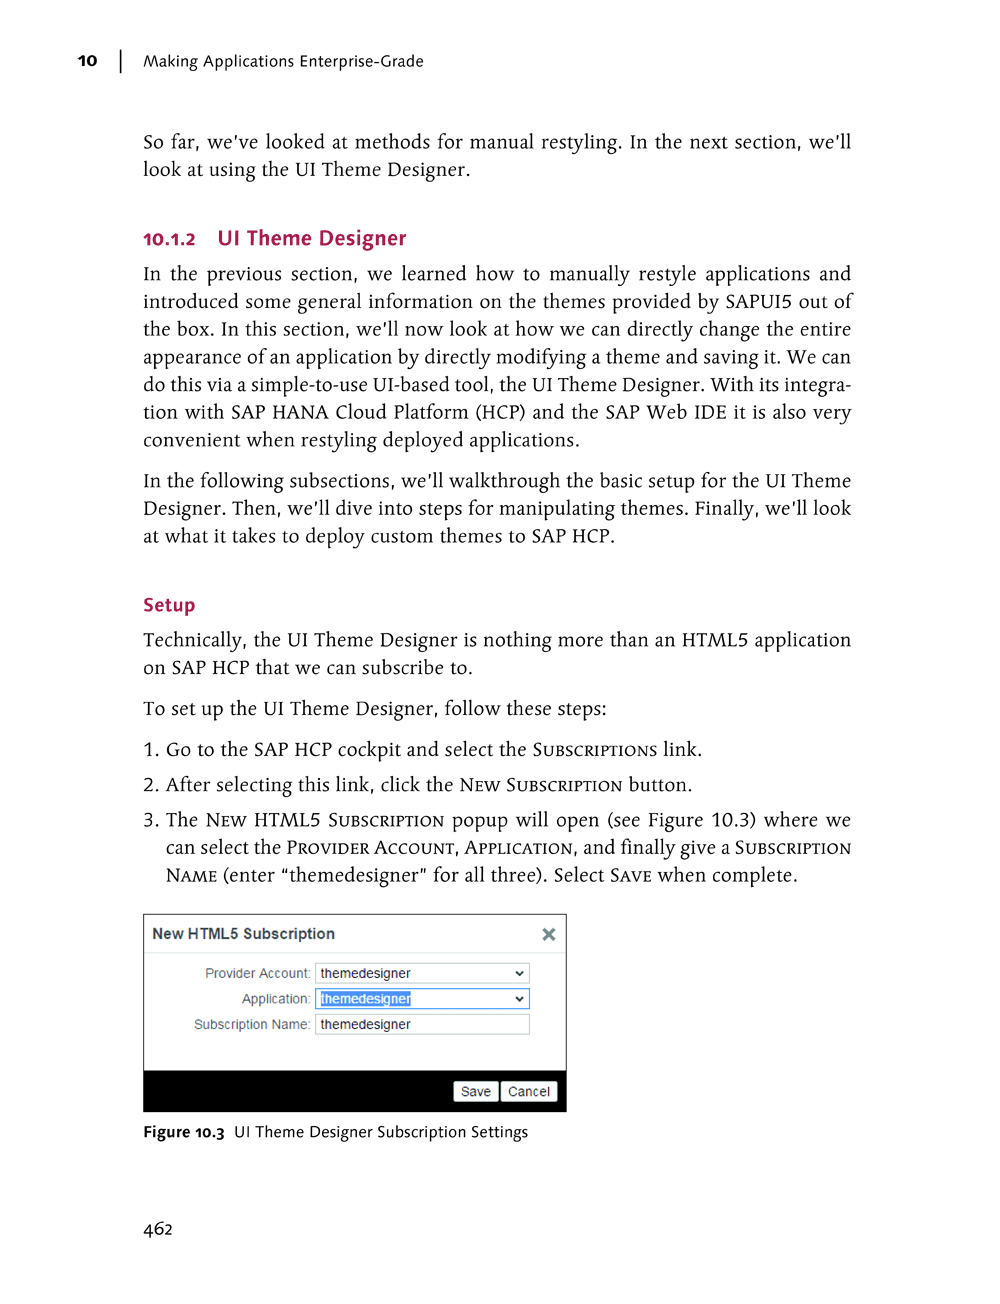 10 | Making Applications Enterprise-Grade
So far, we've looked at methods for manual restyling. In the next section, we'll
look at using the UI Theme Designer.
10.1.2 UI Theme Designer
In the previous section, we learned how to manually restyle applications and
introduced some general information on the themes provided by SAPUI5 out of
the box. In this section, we'll now look at how we can directly change the entire
appearance of an application by directly modifying a theme and saving it. We can
do this via a simple-to-use UI-based tool, the UI Theme Designer. With its integra-
tion with SAP HANA Cloud Platform (HCP) and the SAP Web IDE it is also very
convenient when restyling deployed applications.
In the following subsections, we'll walkthrough the basic setup for the UI Theme
Designer. Then, we'll dive into steps for manipulating themes. Finally, we'll look
at what it takes to deploy custom themes to SAP HCP.
Setup
Technically, the UI Theme Designer is nothing more than an HTML5 application
on SAP HCP that we can subscribe to.
To set up the UI Theme Designer, follow these steps:
1. Go to the SAP HCP cockpit and select the Subscriptions link.
2. After selecting this link, click the New Subscription button.
3. The New HTML5 Subscription popup will open (see Figure 10.3) where we
can select the Provider Account, Application, and finally give a Subscription
Name (enter “themedesigner” for all three). Select Save when complete.
New HTML5 Subscription
Provider Account: themedesigner
Application: themedesigner
Subscription Name: themedesigner
Save Cancel
Figure 10.3 UI Theme Designer Subscription Settings
462